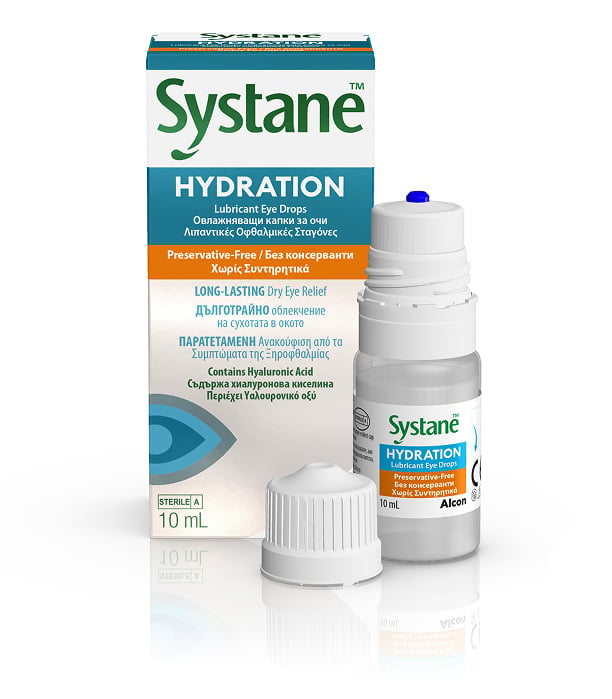 Systane™
HYDRATION
Lubricant Eye Drops
Овлажняващи капки за очи
Λιπαντικές Οφθαλμικές Σταγόνες
Preservative-Free / Без консерванти
Χωρίς Συντηρητικά
LONG-LASTING Dry Eye Relief
ДЪЛГОТРАЙНО облекчение
на сухотата в окото
ΠΑΡΑΤΕΤΑΜΕΝΗ Ανακούφιση από τα
Συμπτώματα της Ξηροφθαλμίας
Contains Hyaluronic Acid
Съдържа хиалуронова киселина
Περιέχει Υαλουρονικό οξύ
STERILE A
10 mL
Systane™
HYDRATION
Lubricant Eye Drops
Preservative-Free
Без консерванти
Χωρίς Συντηρητικά
10 mL
Alcon